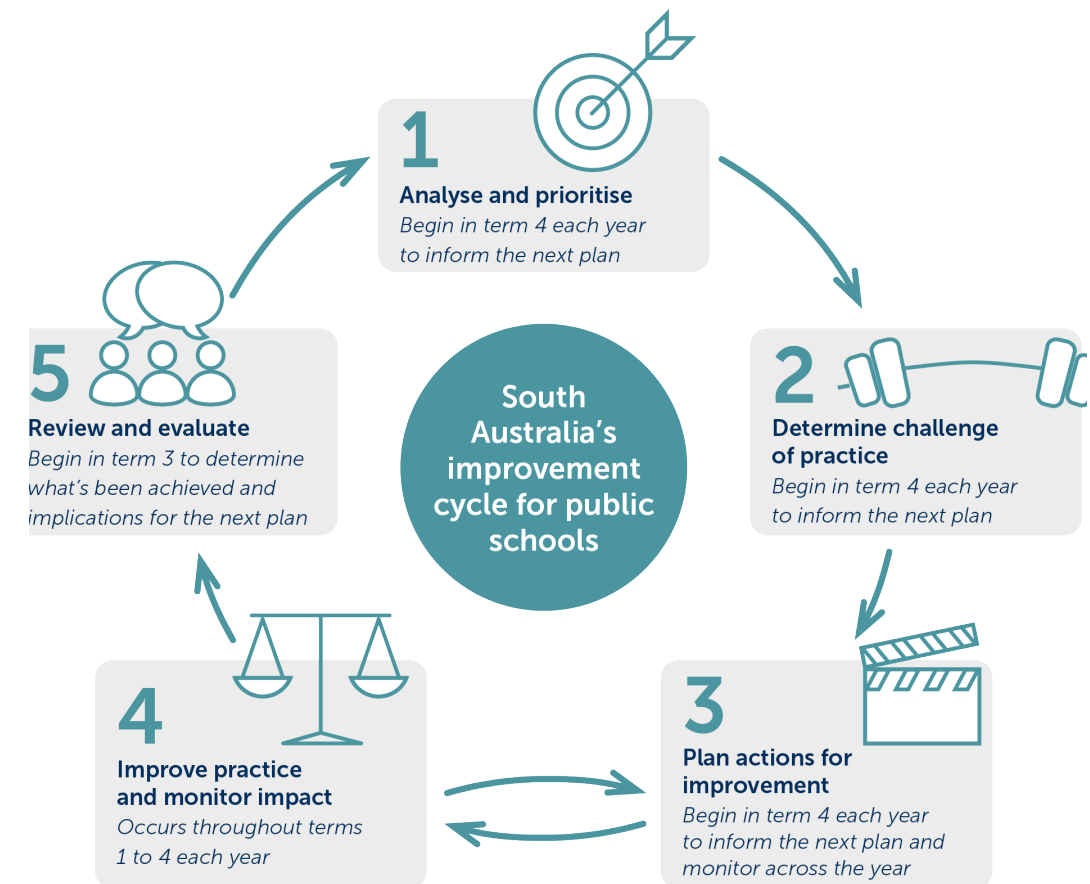 1
Analyse and prioritise
Begin in term 4 each year
to inform the next plan
2
Determine challenge
of practice
Begin in term 4 each year
to inform the next plan
3
Plan actions for
improvement
Begin in term 4 each year
to inform the next plan and
monitor across the year
4
Improve practice
and monitor impact
Occurs throughout terms
1 to 4 each year
5
Review and evaluate
Begin in term 3 to determine
what's been achieved and
implications for the next plan
South
Australia's
improvement
cycle for public
schools